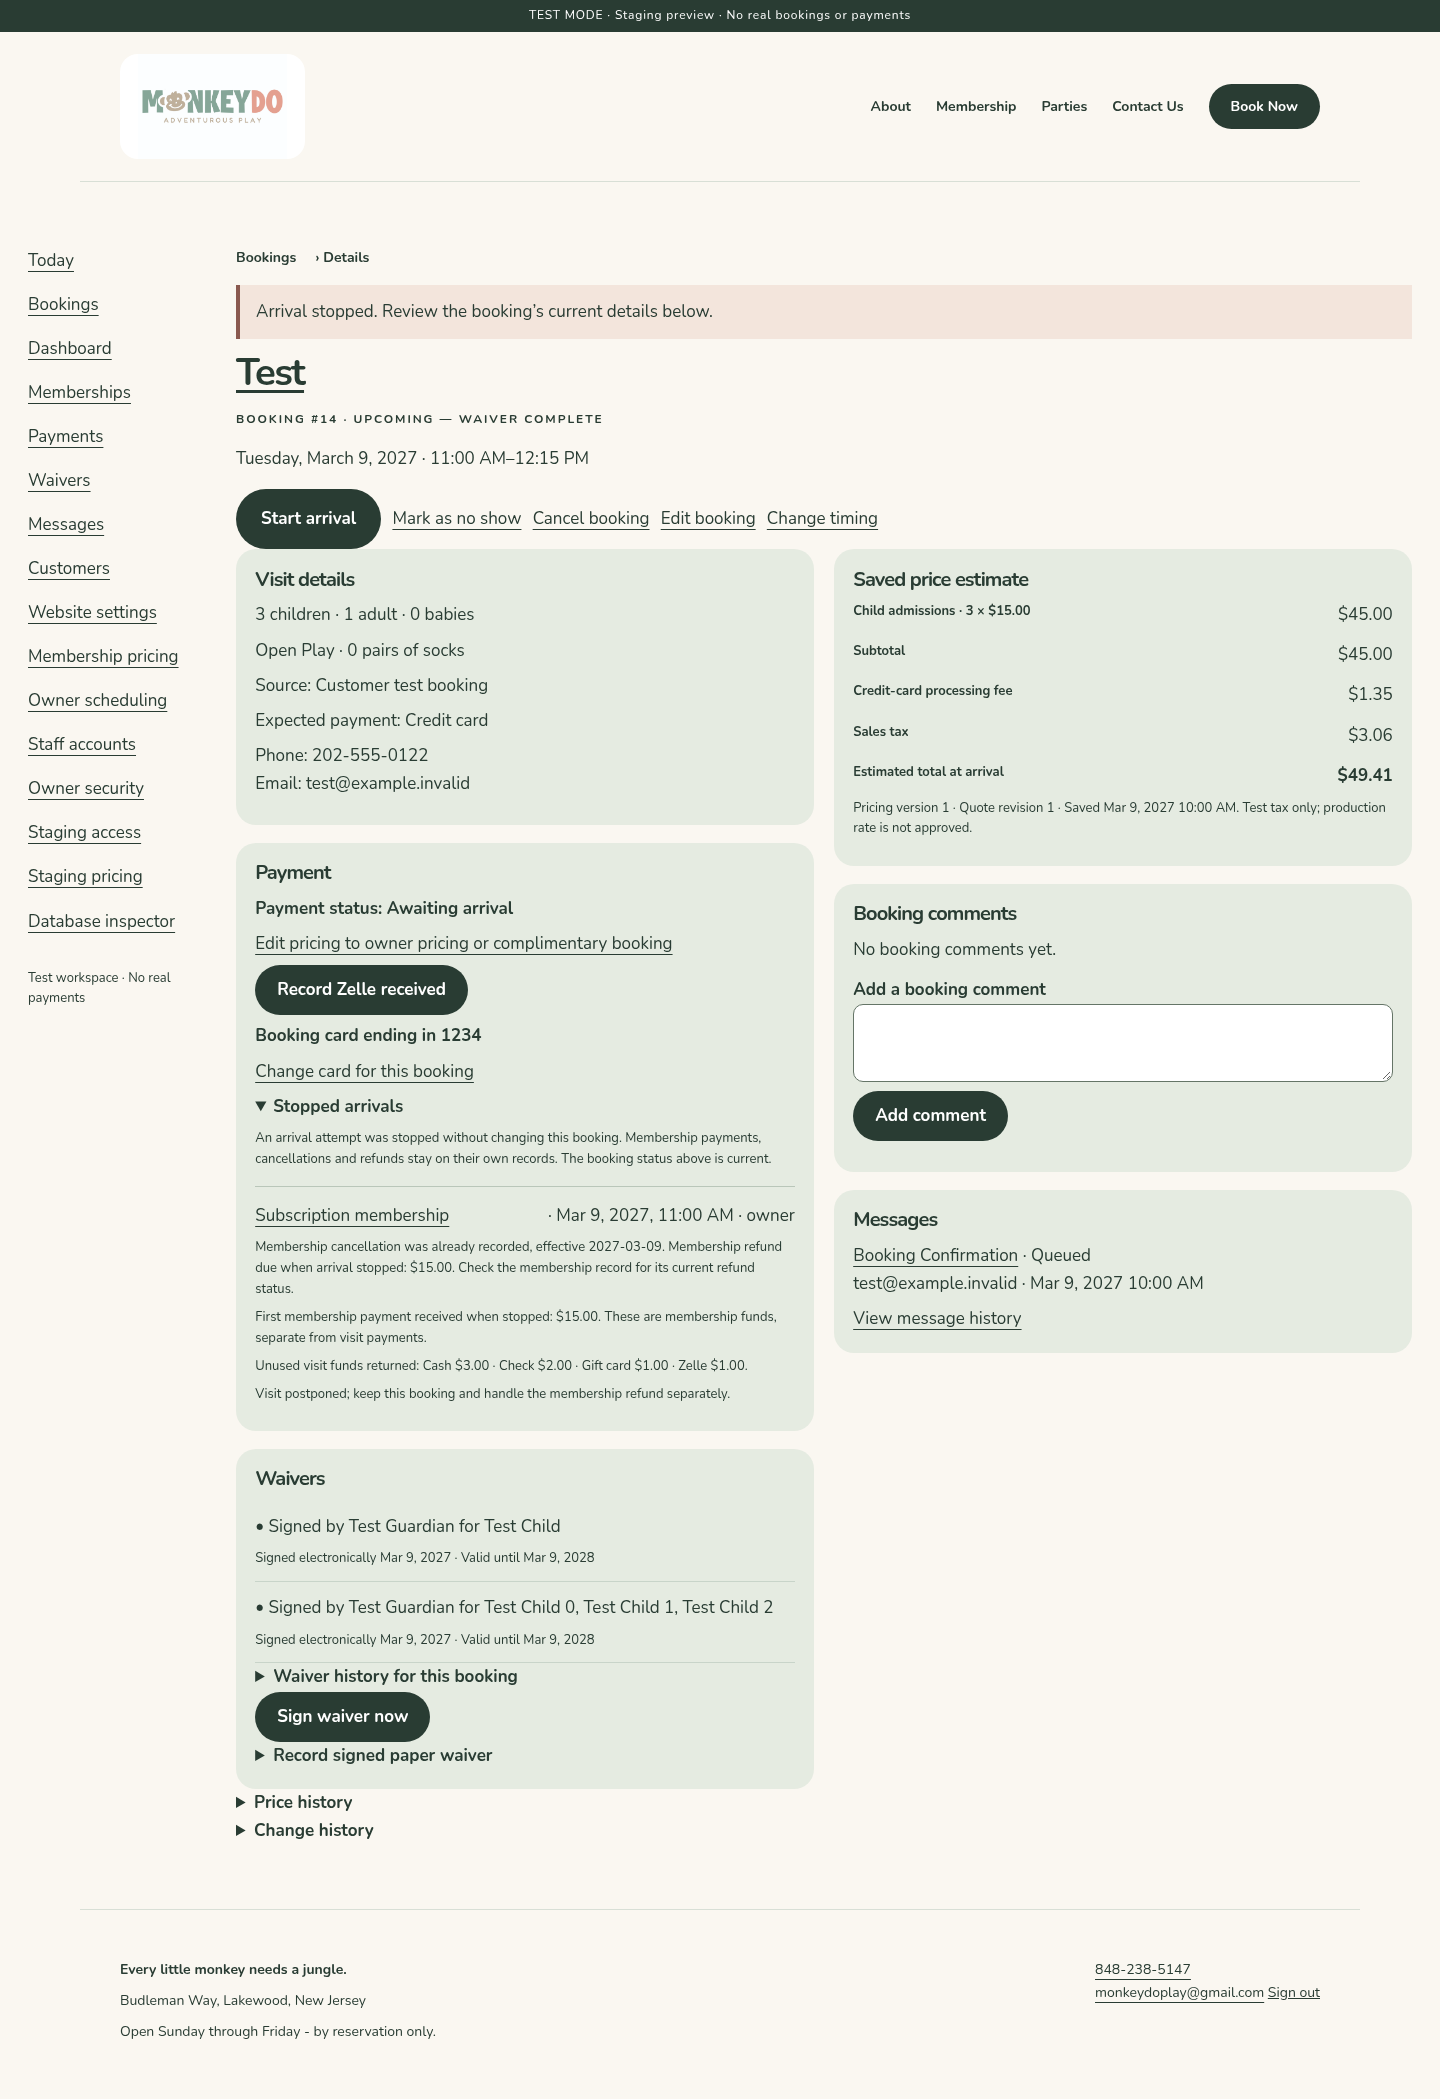 TEST MODE · Staging preview · No real bookings or payments
MONKEYDO
ADVENTUROUS PLAY
About
Membership
Parties
Contact Us
Book Now
Today
Bookings
Dashboard
Memberships
Payments
Waivers
Messages
Customers
Website settings
Membership pricing
Owner scheduling
Staff accounts
Owner security
Staging access
Staging pricing
Database inspector
Test workspace · No real
payments
Bookings › Details
Arrival stopped. Review the booking’s current details below.
Test
BOOKING #14 · UPCOMING — WAIVER COMPLETE
Tuesday, March 9, 2027 · 11:00 AM–12:15 PM
Start arrival Mark as no show Cancel booking Edit booking Change timing
Visit details
3 children · 1 adult · 0 babies
Open Play · 0 pairs of socks
Source: Customer test booking
Expected payment: Credit card
Phone: 202-555-0122
Email: test@example.invalid
Payment
Payment status: Awaiting arrival
Edit pricing to owner pricing or complimentary booking
Record Zelle received
Booking card ending in 1234
Change card for this booking
▼ Stopped arrivals
An arrival attempt was stopped without changing this booking. Membership payments,
cancellations and refunds stay on their own records. The booking status above is current.
Subscription membership · Mar 9, 2027, 11:00 AM · owner
Membership cancellation was already recorded, effective 2027-03-09. Membership refund
due when arrival stopped: $15.00. Check the membership record for its current refund
status.
First membership payment received when stopped: $15.00. These are membership funds,
separate from visit payments.
Unused visit funds returned: Cash $3.00 · Check $2.00 · Gift card $1.00 · Zelle $1.00.
Visit postponed; keep this booking and handle the membership refund separately.
Waivers
• Signed by Test Guardian for Test Child
Signed electronically Mar 9, 2027 · Valid until Mar 9, 2028
• Signed by Test Guardian for Test Child 0, Test Child 1, Test Child 2
Signed electronically Mar 9, 2027 · Valid until Mar 9, 2028
▶ Waiver history for this booking
Sign waiver now
▶ Record signed paper waiver
▶ Price history
▶ Change history
Saved price estimate
Child admissions · 3 × $15.00 $45.00
Subtotal $45.00
Credit-card processing fee $1.35
Sales tax $3.06
Estimated total at arrival $49.41
Pricing version 1 · Quote revision 1 · Saved Mar 9, 2027 10:00 AM. Test tax only; production
rate is not approved.
Booking comments
No booking comments yet.
Add a booking comment
Add comment
Messages
Booking Confirmation · Queued
test@example.invalid · Mar 9, 2027 10:00 AM
View message history
Every little monkey needs a jungle.
Budleman Way, Lakewood, New Jersey
Open Sunday through Friday - by reservation only.
848-238-5147
monkeydoplay@gmail.com Sign out